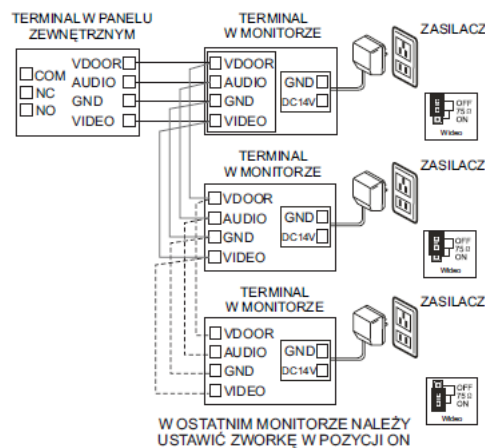 TERMINAL W PANELU
ZEWNĘTRZNYM
COM
NC
NO
VDOOR
AUDIO
GND
VIDEO
TERMINAL
W MONITORZE
VDOOR
AUDIO
GND
VIDEO
GND
DC14V
ZASILACZ
OFF
75 Ω
ON
Wideo
TERMINAL
W MONITORZE
VDOOR
AUDIO
GND
VIDEO
GND
DC14V
ZASILACZ
OFF
75 Ω
ON
Wideo
TERMINAL
W MONITORZE
VDOOR
AUDIO
GND
VIDEO
GND
DC14V
ZASILACZ
OFF
75 Ω
ON
Wideo
W OSTATNIM MONITORZE NALEŻY
USTAWIĆ ZWORKĘ W POZYCJI ON